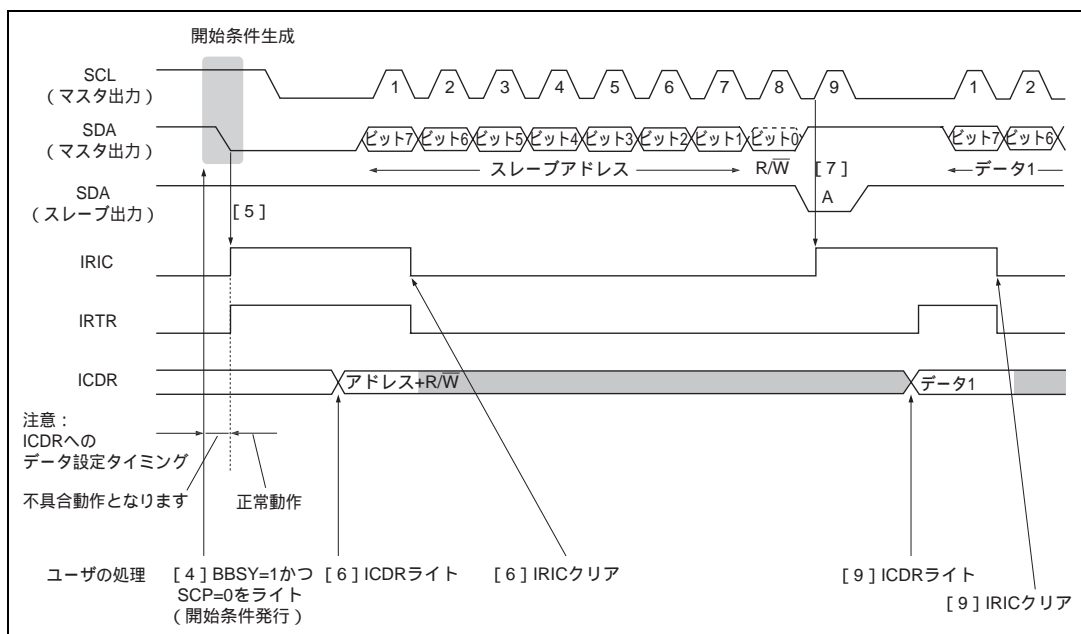 開始条件生成
SCL
(マスタ出力)
1 2 3 4 5 6 7 8 9 1 2
SDA
(マスタ出力)
ビット7 ビット6 ビット5 ビット4 ビット3 ビット2 ビット1 ビット0 ビット7 ビット6
スレーブアドレス R/W̅ [7] データ1
SDA
(スレーブ出力)
[5] A
IRIC
IRTR
ICDR アドレス+R/W̅ データ1
注意:
ICDRへの
データ設定タイミング
不具合動作となります 正常動作
ユーザの処理 [4] BBSY=1かつ [6] ICDRライト [6] IRICクリア [9] ICDRライト
SCP=0をライト [9] IRICクリア
(開始条件発行)